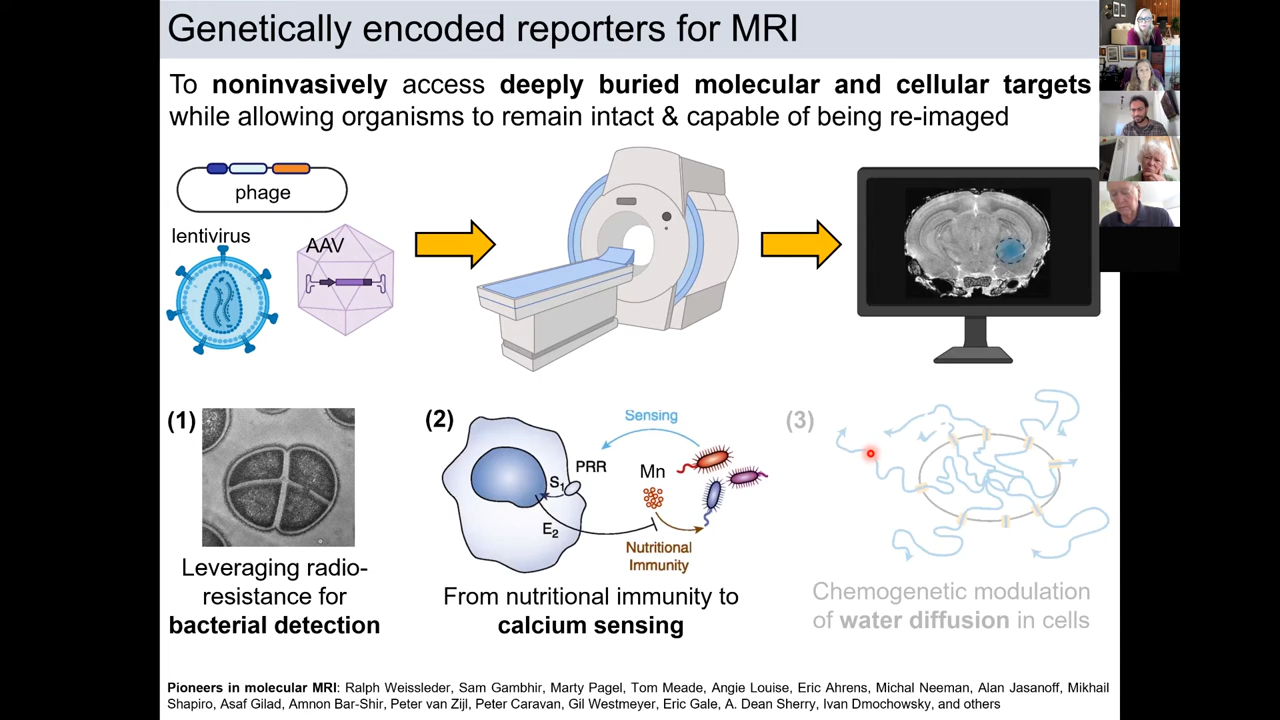 Genetically encoded reporters for MRI
To noninvasively access deeply buried molecular and cellular targets
while allowing organisms to remain intact & capable of being re-imaged
phage
lentivirus
AAV
(1)
Leveraging radio-
resistance for
bacterial detection
(2)
Sensing
PRR
Mn
S1
E2
Nutritional
Immunity
From nutritional immunity to
calcium sensing
(3)
Chemogenetic modulation
of water diffusion in cells
Pioneers in molecular MRI: Ralph Weissleder, Sam Gambhir, Marty Pagel, Tom Meade, Angie Louise, Eric Ahrens, Michal Neeman, Alan Jasanoff, Mikhail
Shapiro, Asaf Gilad, Amnon Bar-Shir, Peter van Zijl, Peter Caravan, Gil Westmeyer, Eric Gale, A. Dean Sherry, Ivan Dmochowsky, and others